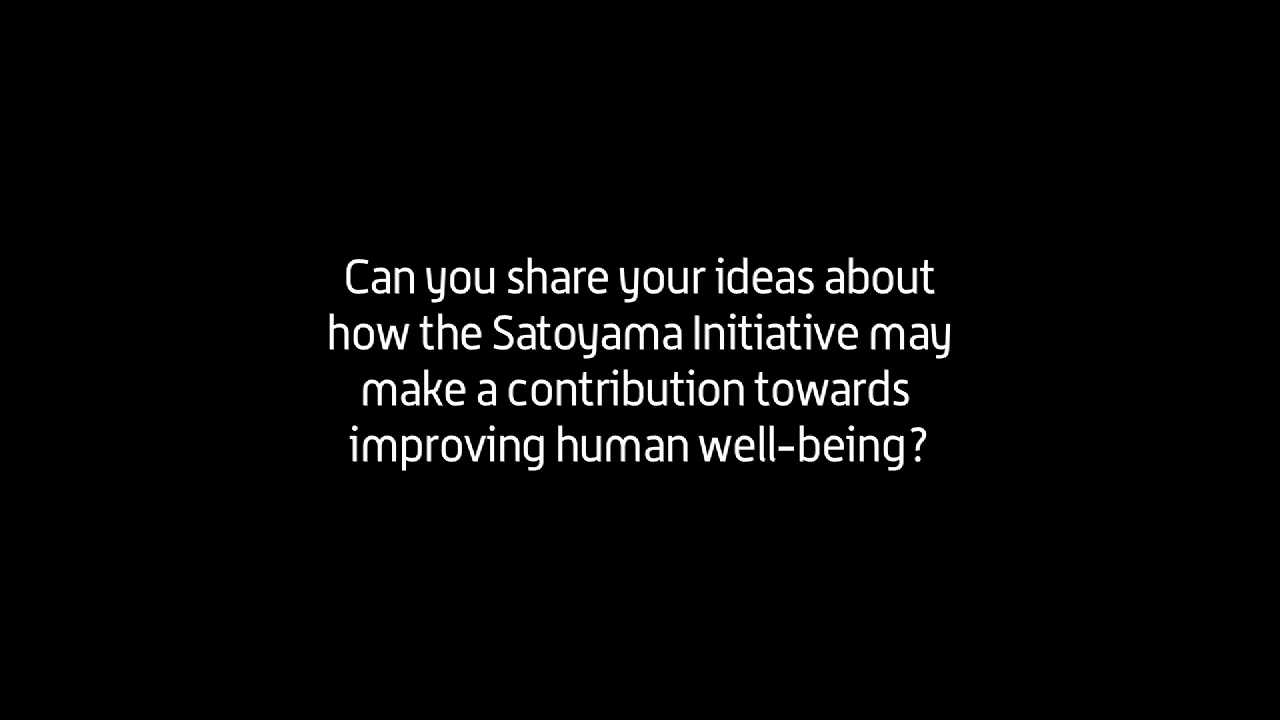 Can you share your ideas about
how the Satoyama Initiative may
make a contribution towards
improving human well-being?